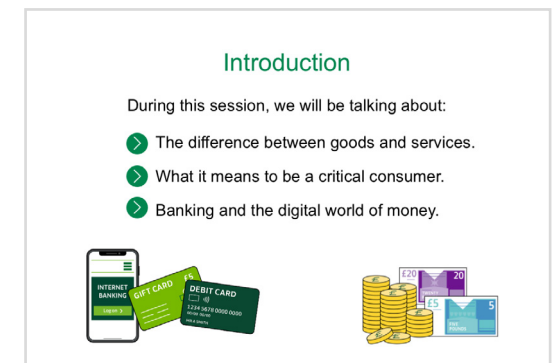 Introduction
During this session, we will be talking about:
The difference between goods and services.
What it means to be a critical consumer.
Banking and the digital world of money.
INTERNET
BANKING
Log on >
GIFT CARD £5
DEBIT CARD
1234 5678 0000 0000
£20 20
£5 5